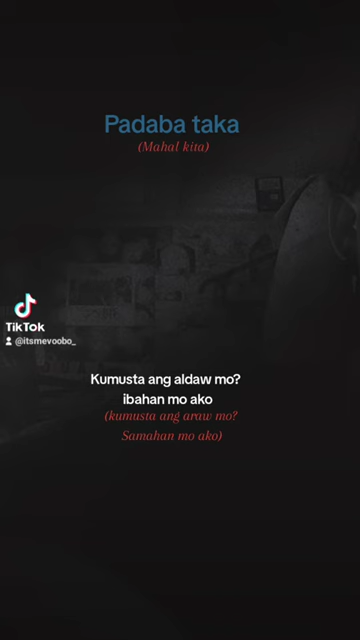 Padaba taka
(Mahal kita)
TikTok
@itsmevoobo_
Kumusta ang aldaw mo?
ibahan mo ako
(kumusta ang araw mo?
Samahan mo ako)